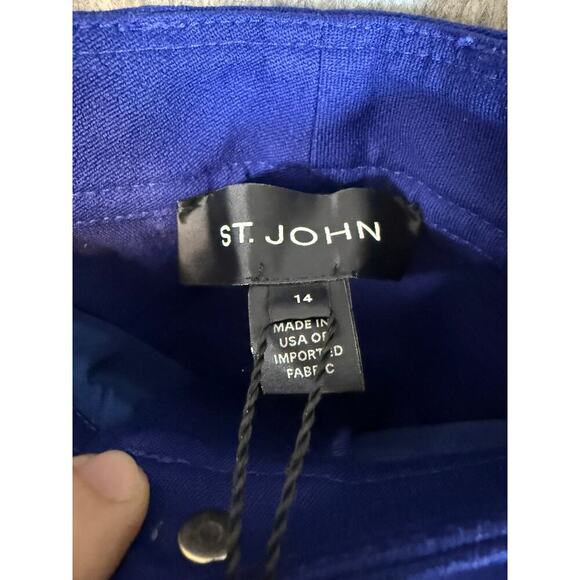 ST. JOHN
14
MADE IN
USA OF
IMPORTED
FABRIC